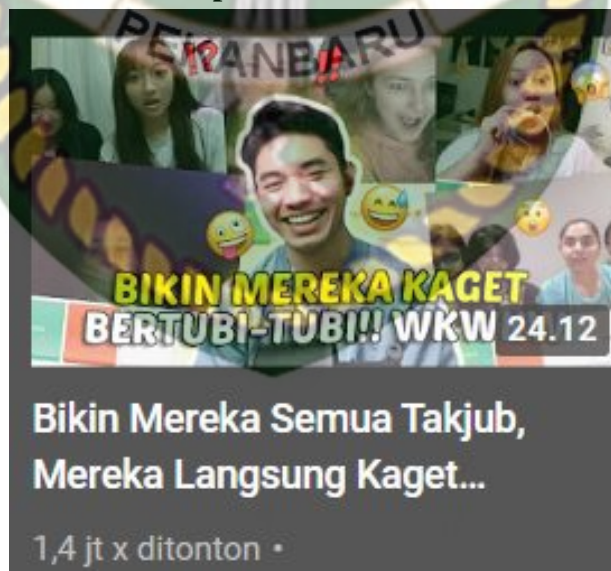 PEKANBARU
⁉ ‼
BIKIN MEREKA KAGET
BERTUBI-TUBI!! WKW 24.12
Bikin Mereka Semua Takjub,
Mereka Langsung Kaget...
1,4 jt x ditonton •